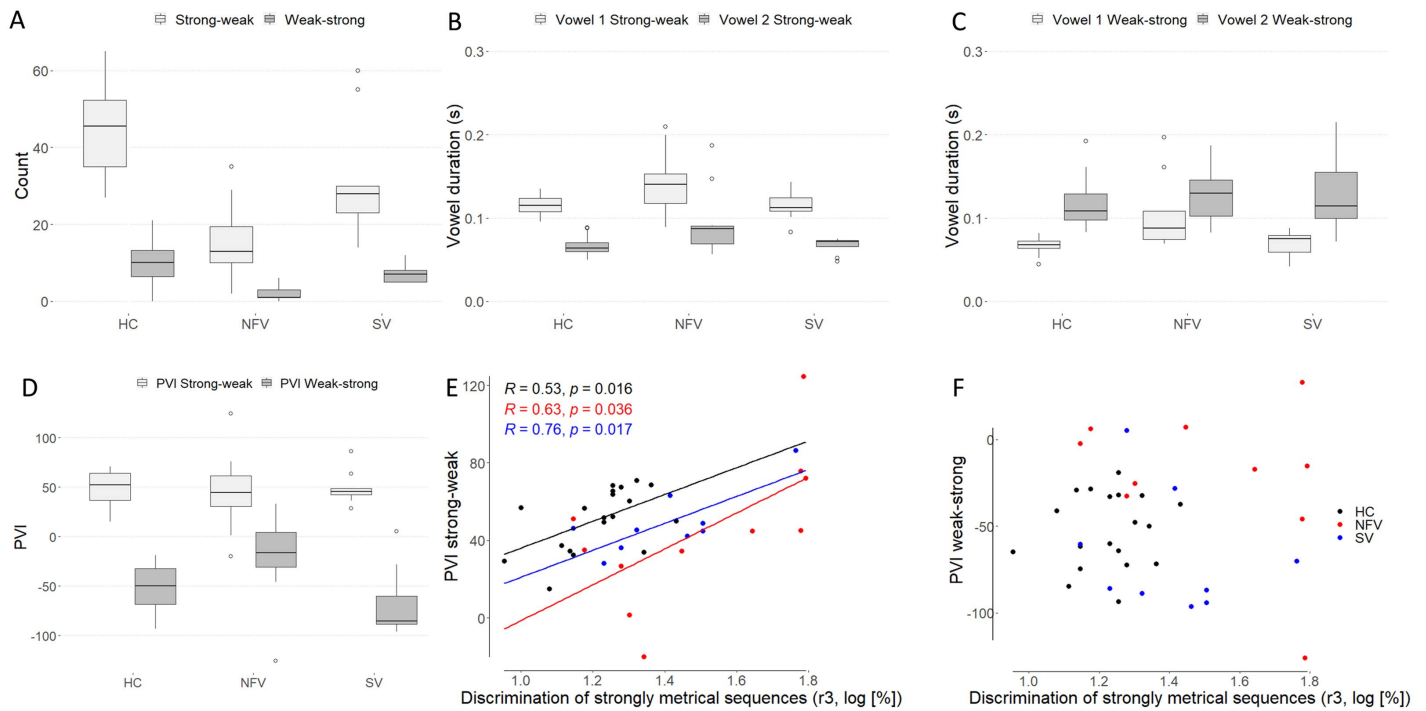 A
Strong-weak Weak-strong
Count
60
40
20
0
HC NFV SV
B
Vowel 1 Strong-weak Vowel 2 Strong-weak
Vowel duration (s)
0.3
0.2
0.1
0.0
HC NFV SV
C
Vowel 1 Weak-strong Vowel 2 Weak-strong
Vowel duration (s)
0.3
0.2
0.1
0.0
HC NFV SV
D
PVI Strong-weak PVI Weak-strong
PVI
100
50
0
-50
-100
HC NFV SV
E
R = 0.53, p = 0.016
R = 0.63, p = 0.036
R = 0.76, p = 0.017
PVI strong-weak
120
80
40
0
1.0 1.2 1.4 1.6 1.8
Discrimination of strongly metrical sequences (r3, log [%])
F
PVI weak-strong
0
-50
-100
HC
NFV
SV
1.0 1.2 1.4 1.6 1.8
Discrimination of strongly metrical sequences (r3, log [%])